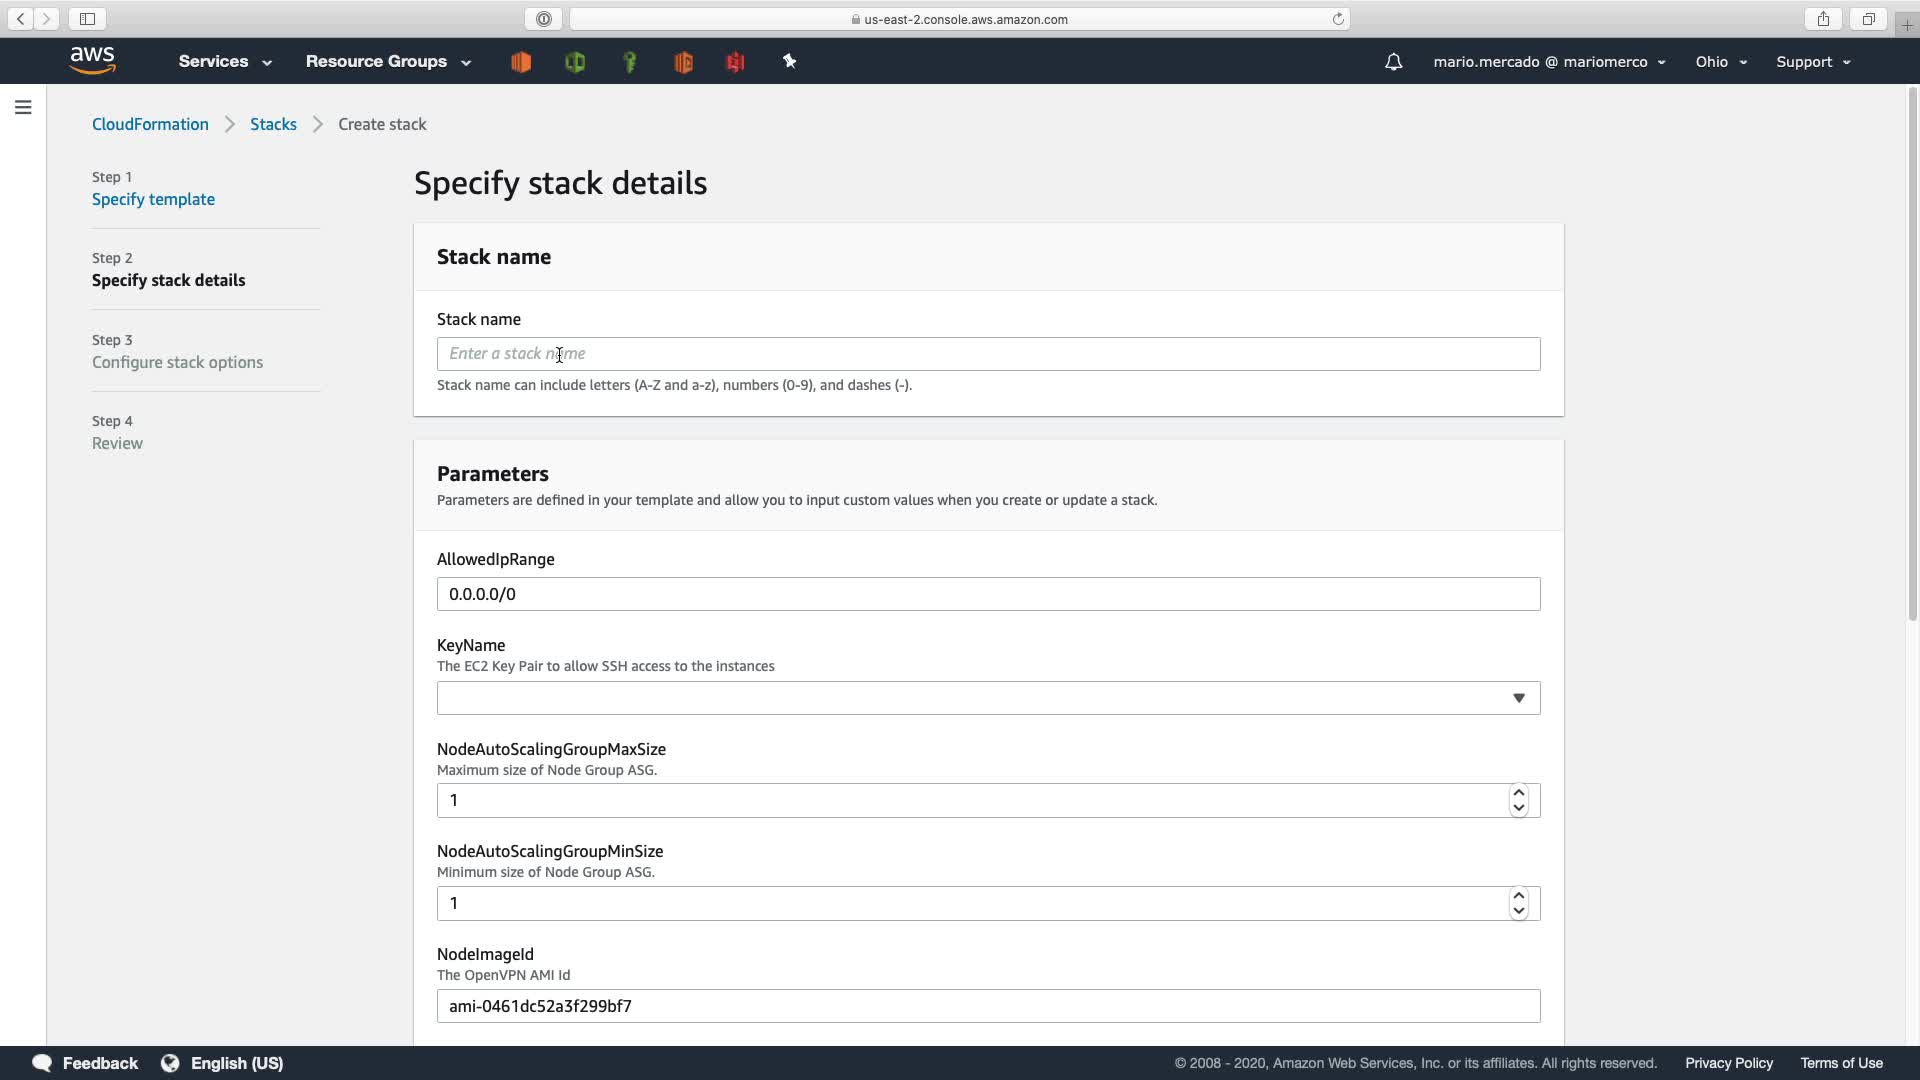 us-east-2.console.aws.amazon.com
aws
Services
Resource Groups
mario.mercado @ mariomerco
Ohio
Support
CloudFormation
Stacks
Create stack
Step 1
Specify template
Step 2
Specify stack details
Step 3
Configure stack options
Step 4
Review
Specify stack details
Stack name
Stack name
Enter a stack name
Stack name can include letters (A-Z and a-z), numbers (0-9), and dashes (-).
Parameters
Parameters are defined in your template and allow you to input custom values when you create or update a stack.
AllowedIpRange
0.0.0.0/0
KeyName
The EC2 Key Pair to allow SSH access to the instances
NodeAutoScalingGroupMaxSize
Maximum size of Node Group ASG.
1
NodeAutoScalingGroupMinSize
Minimum size of Node Group ASG.
1
NodeImageId
The OpenVPN AMI Id
ami-0461dc52a3f299bf7
Feedback
English (US)
© 2008 - 2020, Amazon Web Services, Inc. or its affiliates. All rights reserved.
Privacy Policy
Terms of Use